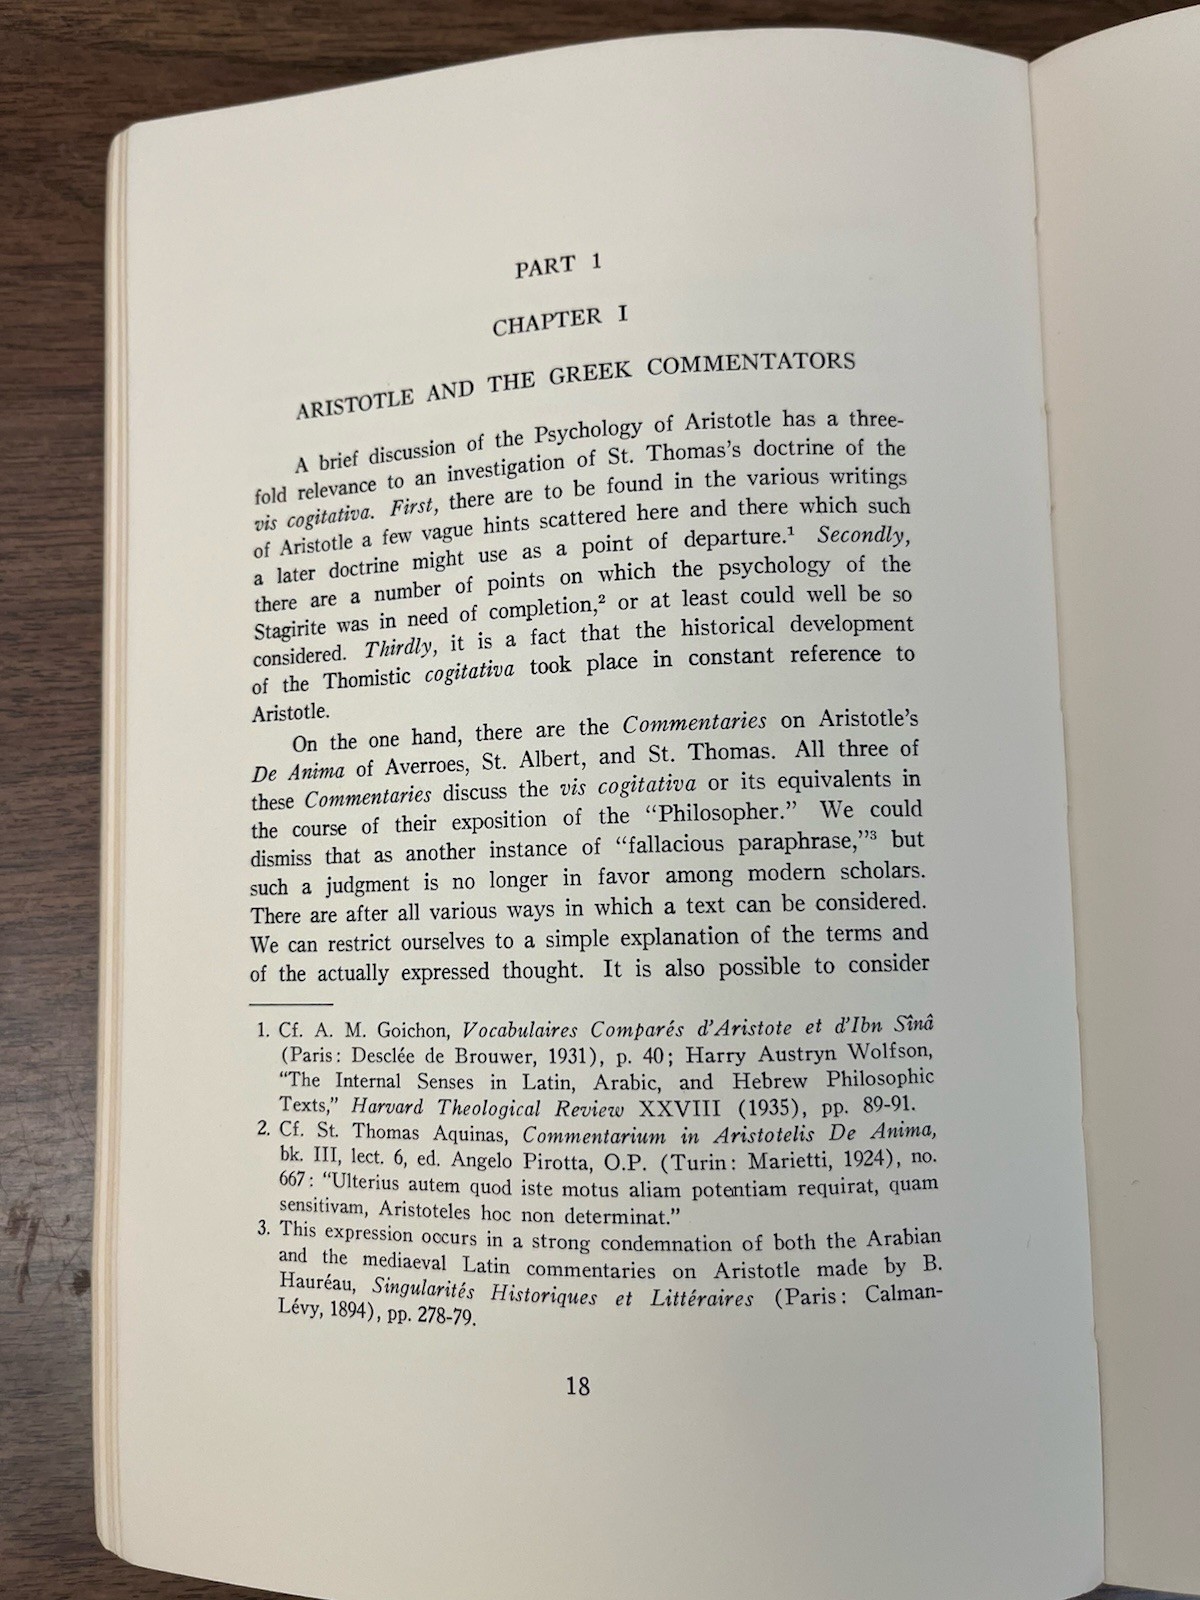 PART 1
CHAPTER I
ARISTOTLE AND THE GREEK COMMENTATORS
A brief discussion of the Psychology of Aristotle has a three-
fold relevance to an investigation of St. Thomas's doctrine of the
vis cogitativa. First, there are to be found in the various writings
of Aristotle a few vague hints scattered here and there which such
a later doctrine might use as a point of departure.¹ Secondly,
there are a number of points on which the psychology of the
Stagirite was in need of completion,² or at least could well be so
considered. Thirdly, it is a fact that the historical development
of the Thomistic cogitativa took place in constant reference to
Aristotle.
On the one hand, there are the Commentaries on Aristotle's
De Anima of Averroes, St. Albert, and St. Thomas. All three of
these Commentaries discuss the vis cogitativa or its equivalents in
the course of their exposition of the “Philosopher.” We could
dismiss that as another instance of “fallacious paraphrase,”³ but
such a judgment is no longer in favor among modern scholars.
There are after all various ways in which a text can be considered.
We can restrict ourselves to a simple explanation of the terms and
of the actually expressed thought. It is also possible to consider
1. Cf. A. M. Goichon, Vocabulaires Comparés d'Aristote et d'Ibn Sînâ
(Paris: Desclée de Brouwer, 1931), p. 40; Harry Austryn Wolfson,
“The Internal Senses in Latin, Arabic, and Hebrew Philosophic
Texts,” Harvard Theological Review XXVIII (1935), pp. 89-91.
2. Cf. St. Thomas Aquinas, Commentarium in Aristotelis De Anima,
bk. III, lect. 6, ed. Angelo Pirotta, O.P. (Turin: Marietti, 1924), no.
667: “Ulterius autem quod iste motus aliam potentiam requirat, quam
sensitivam, Aristoteles hoc non determinat.”
3. This expression occurs in a strong condemnation of both the Arabian
and the mediaeval Latin commentaries on Aristotle made by B.
Hauréau, Singularités Historiques et Littéraires (Paris: Calman-
Lévy, 1894), pp. 278-79.
18